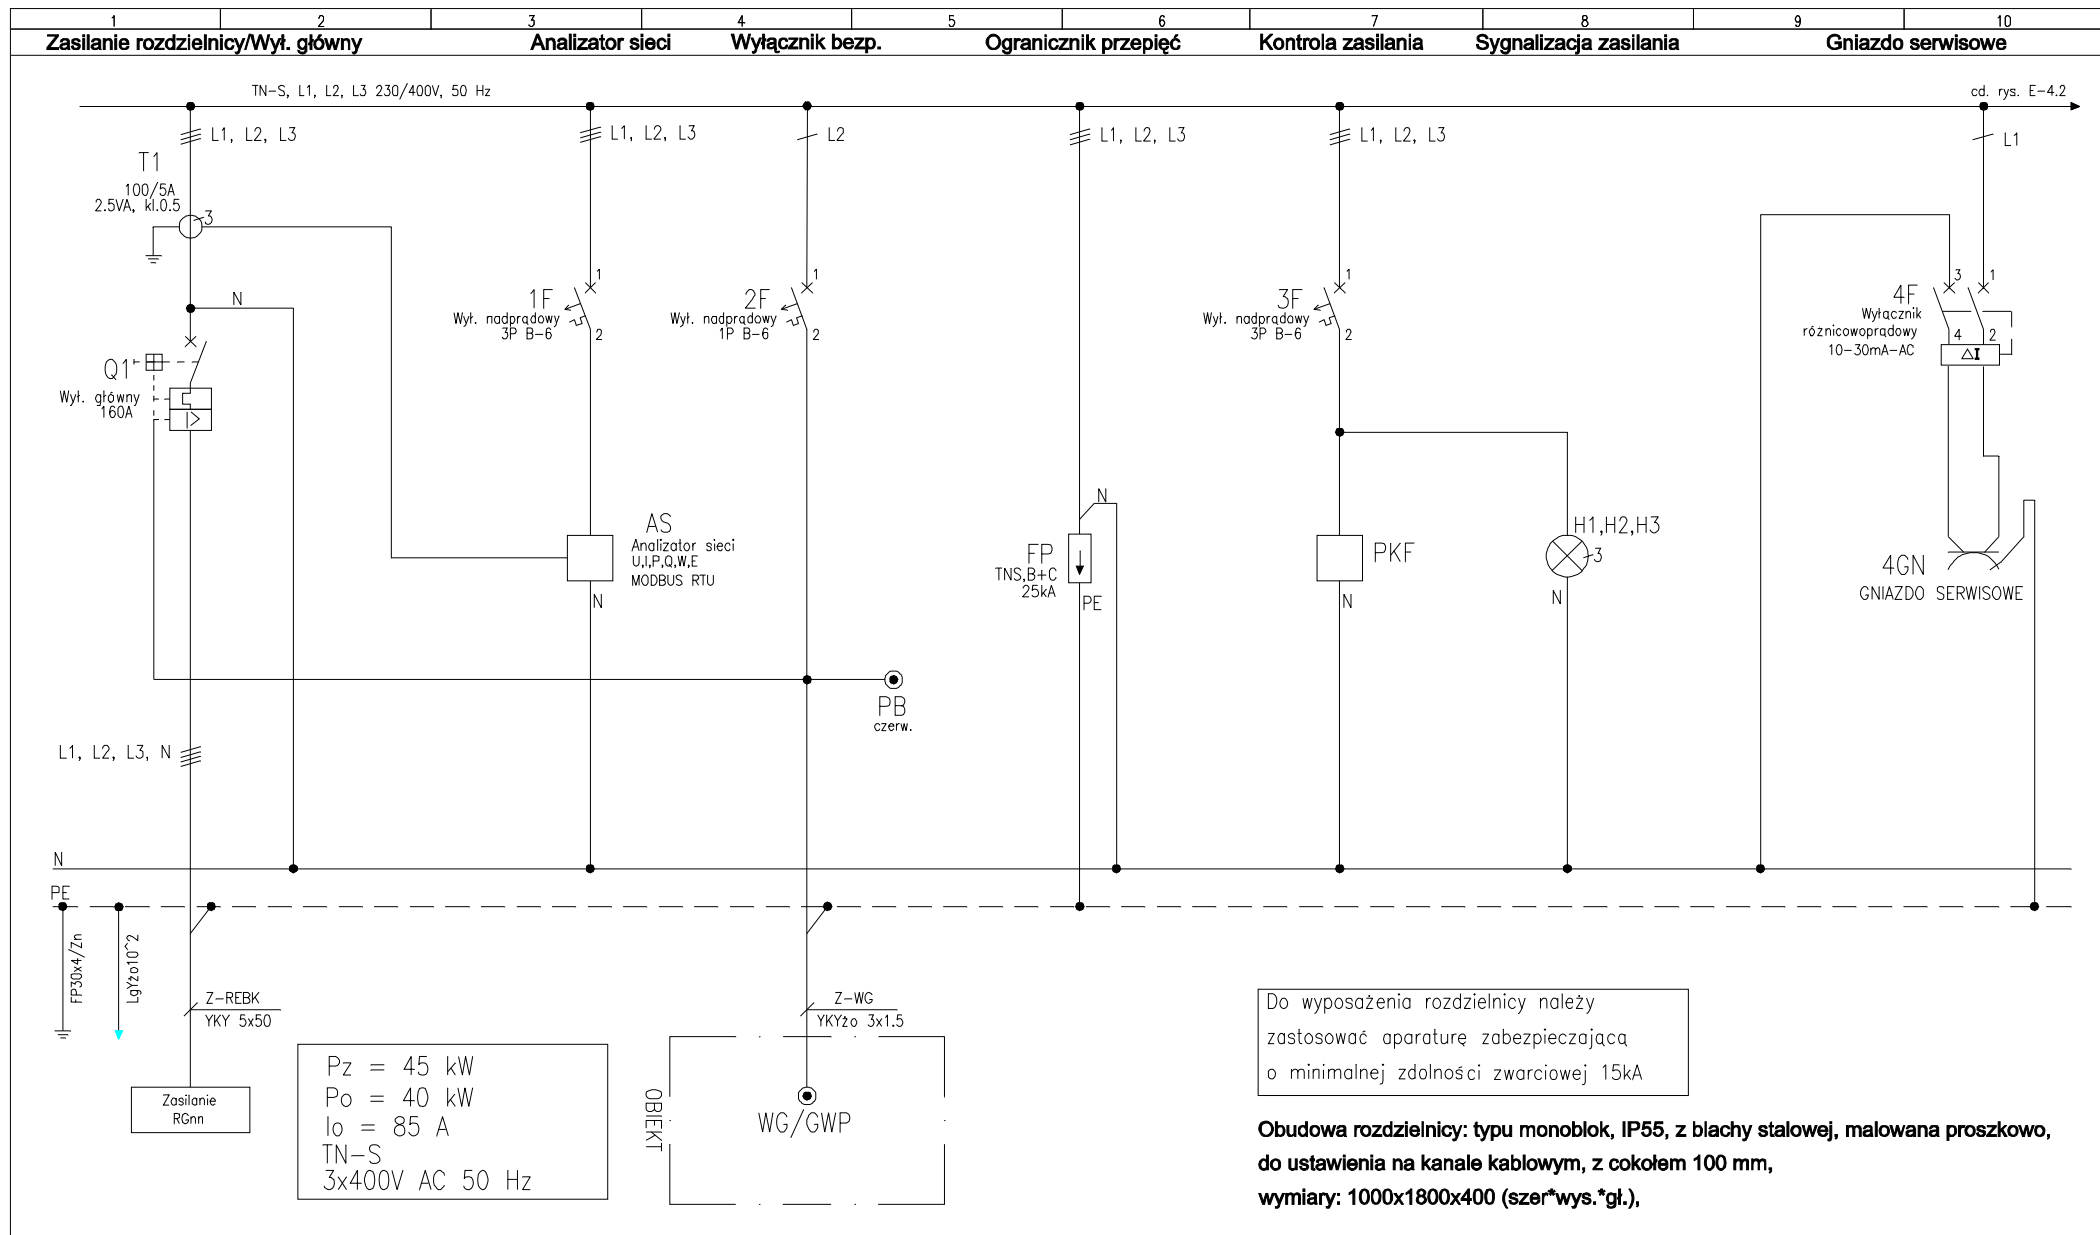 1 2 3 4 5 6 7 8 9 10
Zasilanie rozdzielnicy/Wył. główny Analizator sieci Wyłącznik bezp. Ogranicznik przepięć Kontrola zasilania Sygnalizacja zasilania Gniazdo serwisowe
TN-S, L1, L2, L3 230/400V, 50 Hz
cd. rys. E-4.2
L1, L2, L3
L1, L2, L3
L2
L1, L2, L3
L1, L2, L3
L1
T1
100/5A
2.5VA, kl.0.5
3
N
Q1
Wył. główny
160A
1
1F
Wył. nadprądowy
3P B-6
2
1
2F
Wył. nadprądowy
1P B-6
2
1
3F
Wył. nadprądowy
3P B-6
2
3 1
4F
Wyłącznik
różnicowoprądowy
10-30mA-AC
4 2
ΔI
AS
Analizator sieci
U,I,P,Q,W,E
MODBUS RTU
N
N
FP
TNS,B+C
25kA
PE
PKF
N
H1,H2,H3
3
N
4GN
GNIAZDO SERWISOWE
PB
czerw.
L1, L2, L3, N
N
PE
FP30x4/Zn
LgYżo10^2
Z-REBK
YKY 5x50
Z-WG
YKYżo 3x1.5
Zasilanie
RGnn
Pz = 45 kW
Po = 40 kW
Io = 85 A
TN-S
3x400V AC 50 Hz
OBIEKT
WG/GWP
Do wyposażenia rozdzielnicy należy
zastosować aparaturę zabezpieczającą
o minimalnej zdolności zwarciowej 15kA
Obudowa rozdzielnicy: typu monoblok, IP55, z blachy stalowej, malowana proszkowo,
do ustawienia na kanale kablowym, z cokołem 100 mm,
wymiary: 1000x1800x400 (szer*wys.*gł.),